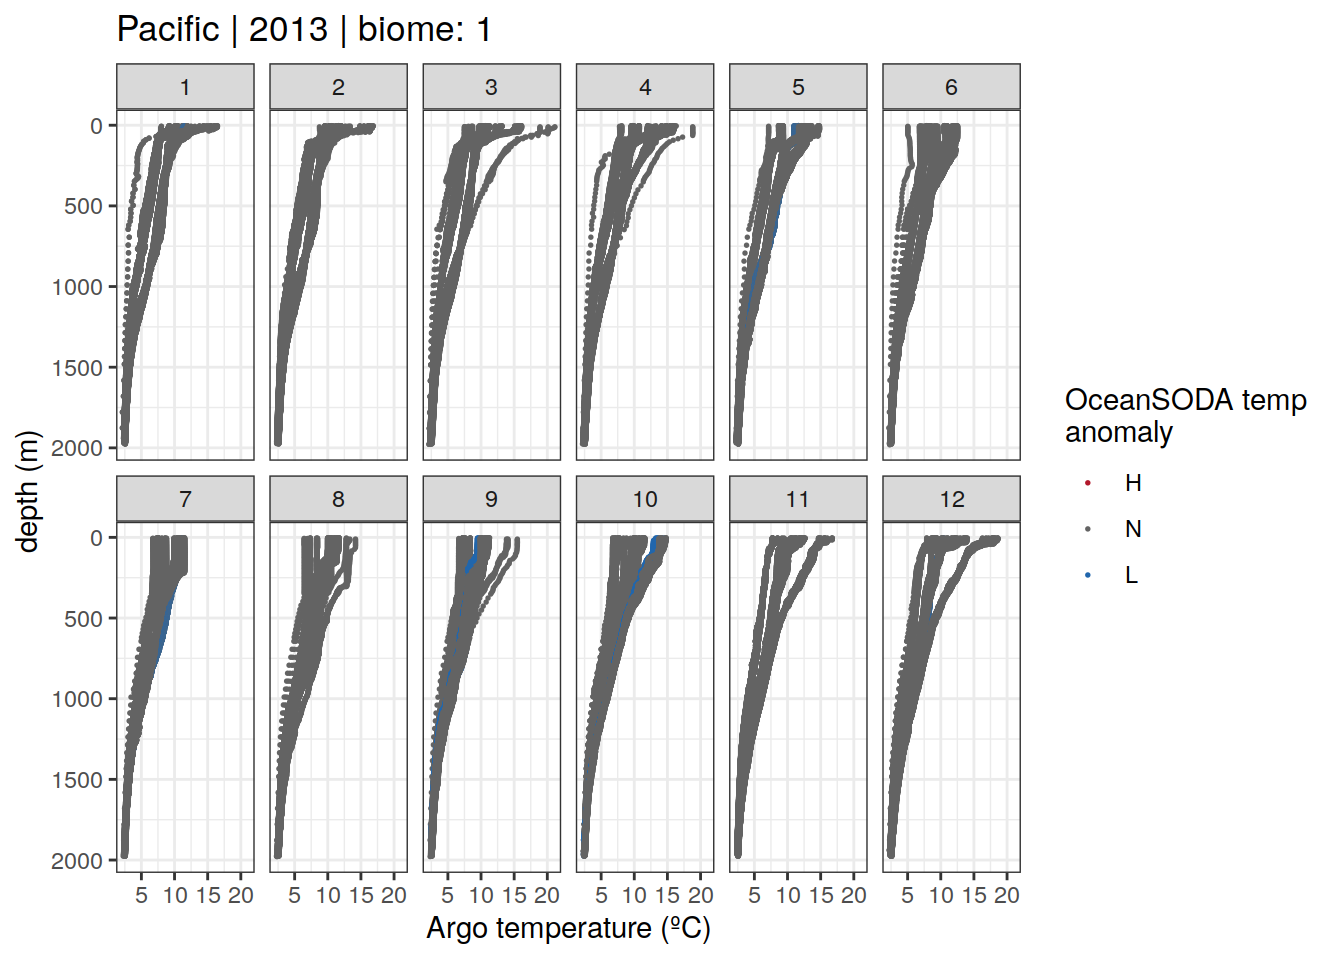 Pacific | 2013 | biome: 1
1 2 3 4 5 6
0
500
1000
1500
2000
7 8 9 10 11 12
0
500
1000
1500
2000
5 10 15 20 5 10 15 20 5 10 15 20 5 10 15 20 5 10 15 20 5 10 15 20
Argo temperature (ºC)
depth (m)
OceanSODA temp
anomaly
H
N
L